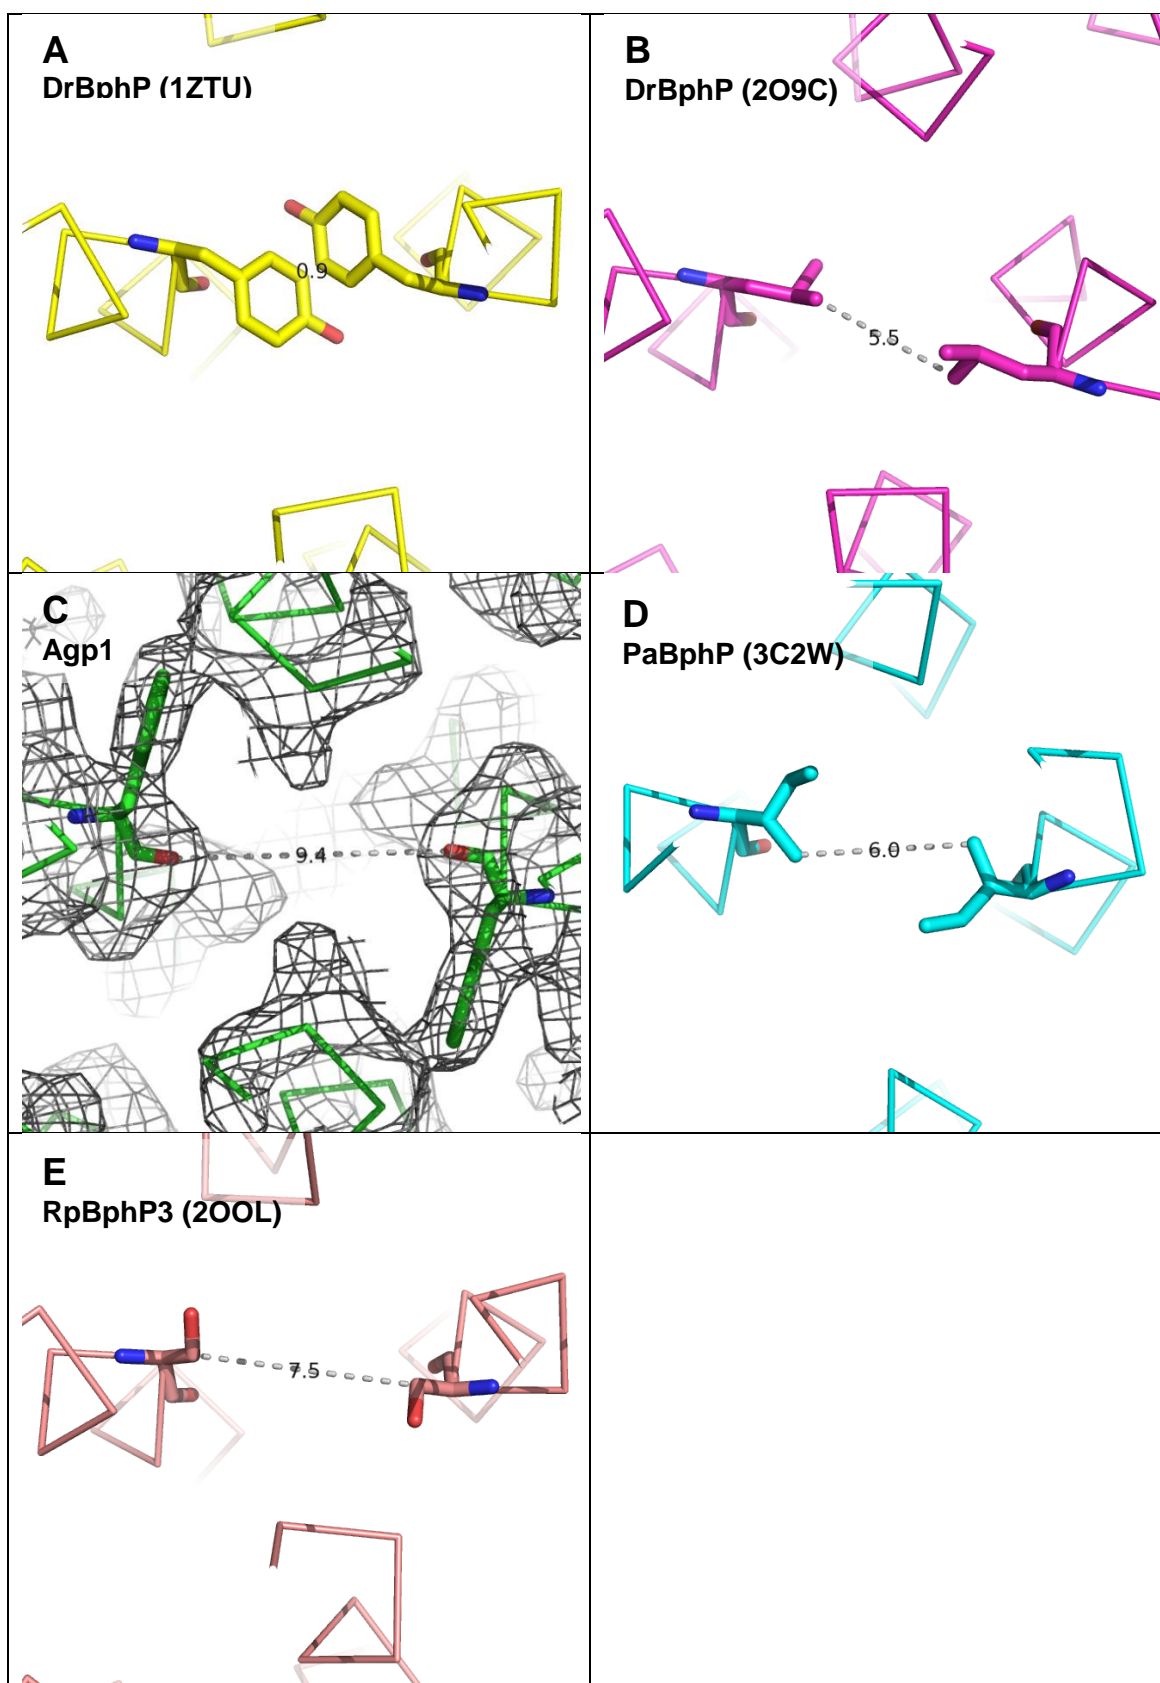 A
DrBphP (1ZTU)
0.9
B
DrBphP (2O9C)
5.5
C
Agp1
9.4
D
PaBphP (3C2W)
6.0
E
RpBphP3 (2OOL)
7.5